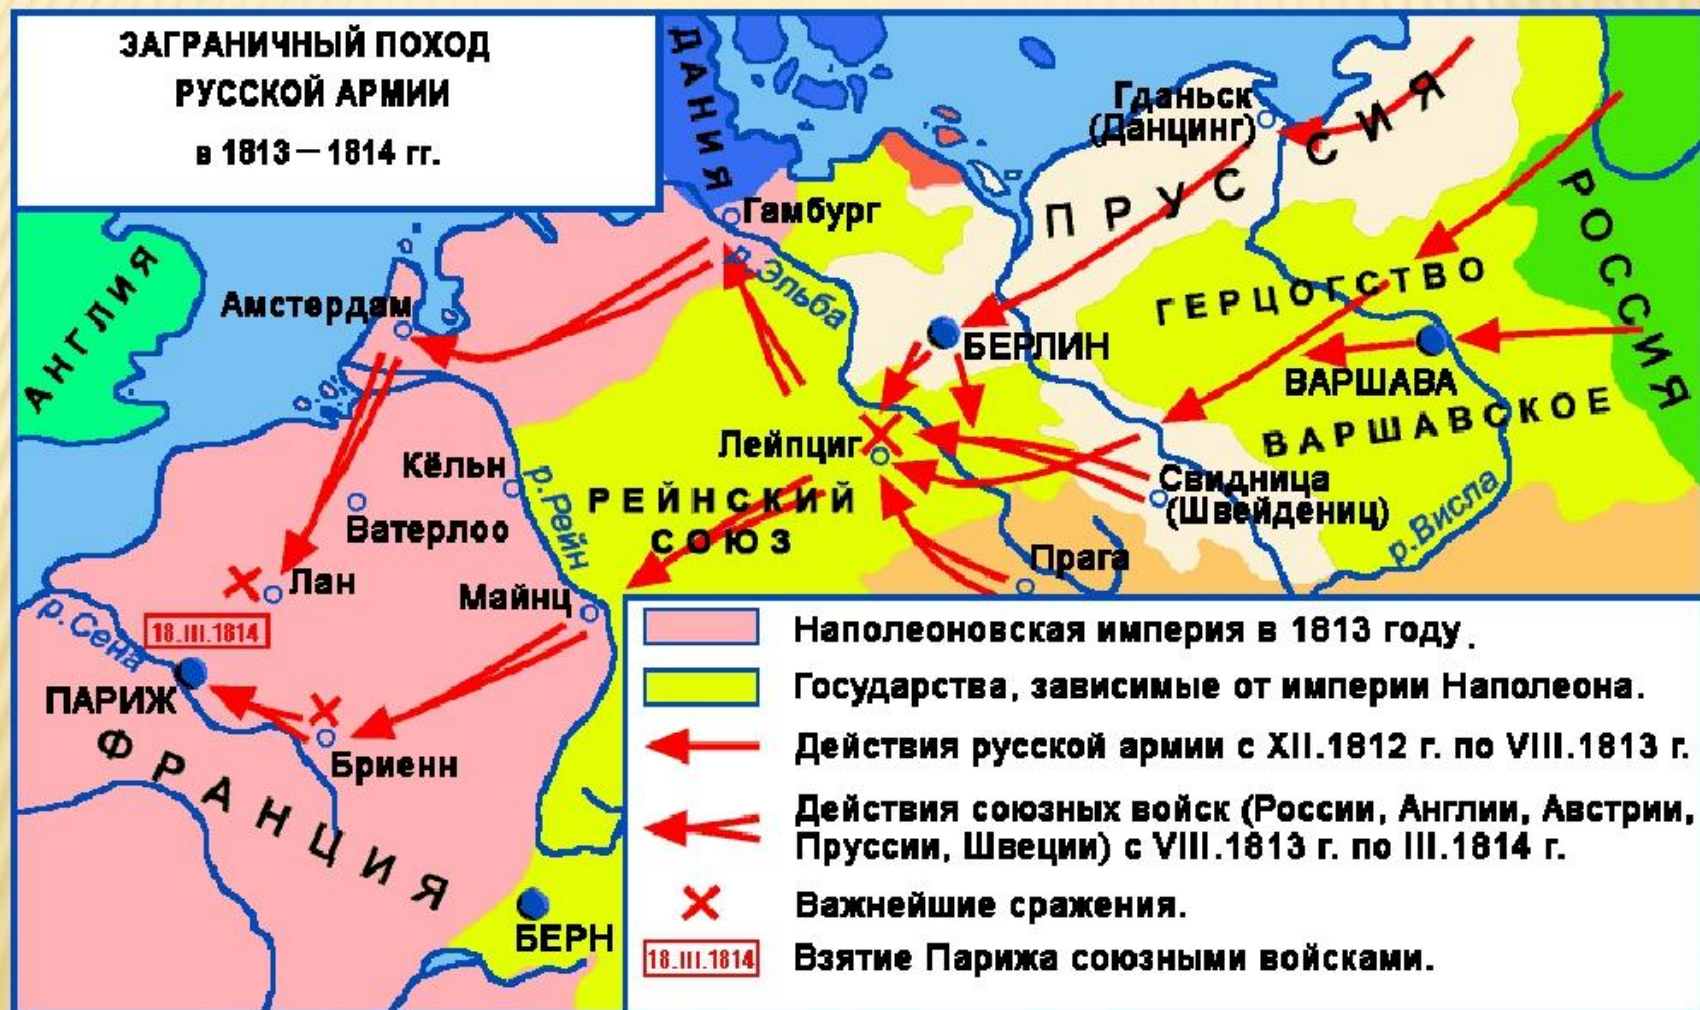 ЗАГРАНИЧНЫЙ ПОХОД
РУССКОЙ АРМИИ
в 1813—1814 гг.
ДАНИЯ
Гданьск
(Данцинг)
ПРУССИЯ
РОССИЯ
Гамбург
р.Эльба
АНГЛИЯ
Амстердам
БЕРЛИН
ГЕРЦОГСТВО
ВАРШАВА
ВАРШАВСКОЕ
Лейпциг
Кёльн
р.Рейн
РЕЙНСКИЙ
СОЮЗ
Свидница
(Швейдениц)
р.Висла
Ватерлоо
Прага
Лан
Майнц
р.Сена
18.III.1814
ПАРИЖ
Бриенн
ФРАНЦИЯ
БЕРН
Наполеоновская империя в 1813 году.
Государства, зависимые от империи Наполеона.
Действия русской армии с XII.1812 г. по VIII.1813 г.
Действия союзных войск (России, Англии, Австрии,
Пруссии, Швеции) с VIII.1813 г. по III.1814 г.
Важнейшие сражения.
18.III.1814
Взятие Парижа союзными войсками.